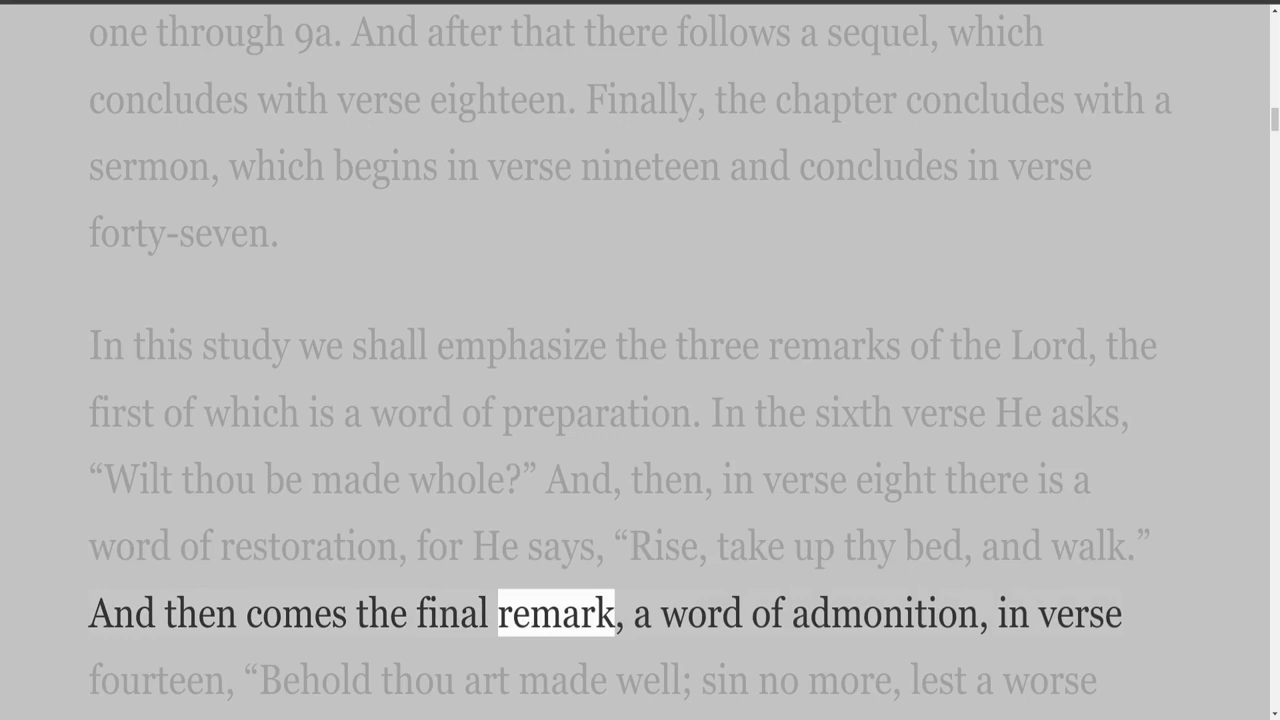 one through 9a. And after that there follows a sequel, which
concludes with verse eighteen. Finally, the chapter concludes with a
sermon, which begins in verse nineteen and concludes in verse
forty-seven.
In this study we shall emphasize the three remarks of the Lord, the
first of which is a word of preparation. In the sixth verse He asks,
“Wilt thou be made whole?” And, then, in verse eight there is a
word of restoration, for He says, “Rise, take up thy bed, and walk.”
And then comes the final remark, a word of admonition, in verse
fourteen, “Behold thou art made well; sin no more, lest a worse